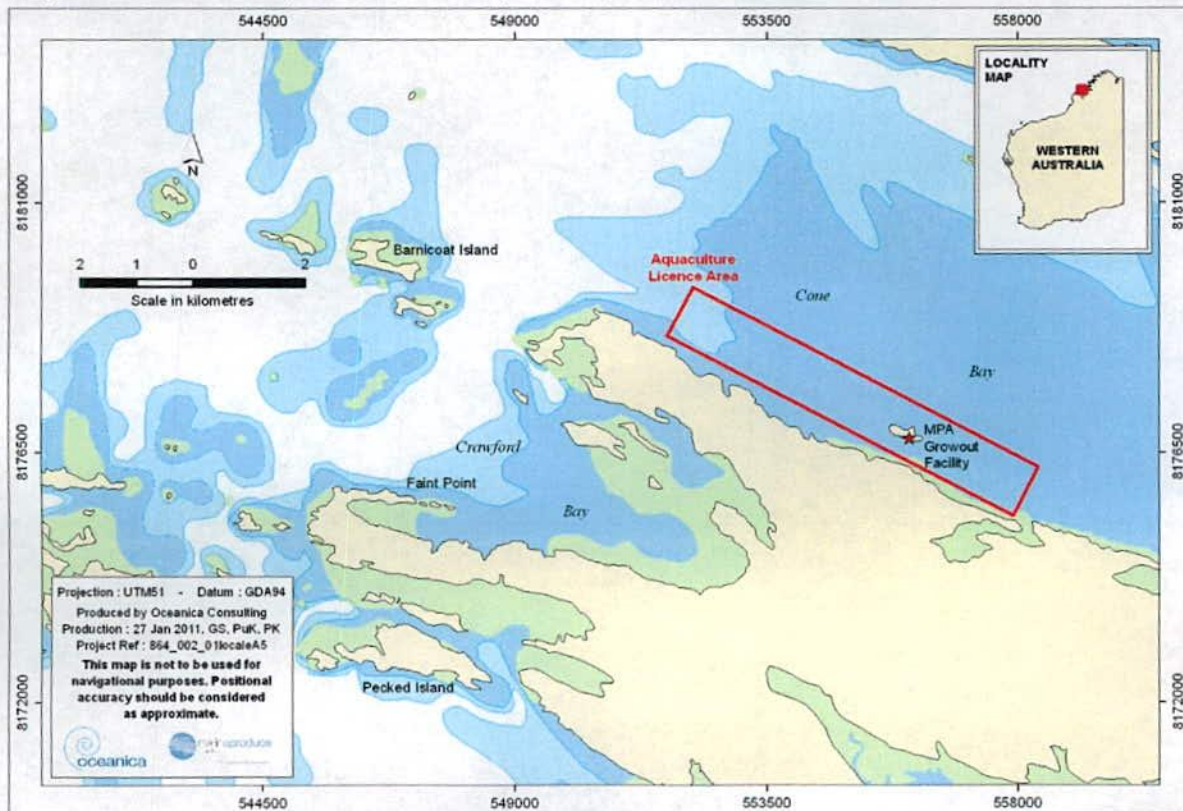 544500 549000 553500 558000
8181000
8176500
8172000
8181000
8176500
8172000
LOCALITY
MAP
WESTERN
AUSTRALIA
N
2 1 0 2
Scale in kilometres
Barnicoat Island
Aquaculture
Licence Area
Cone
Bay
MPA
Growout
Facility
Crawford
Faint Point
Bay
Pecked Island
Projection : UTM51 - Datum : GDA94
Produced by Oceanica Consulting
Production : 27 Jan 2011, GS, PuK, PK
Project Ref : 864_002_01localeA5
This map is not to be used for
navigational purposes. Positional
accuracy should be considered
as approximate.
oceanica
544500 549000 553500 558000